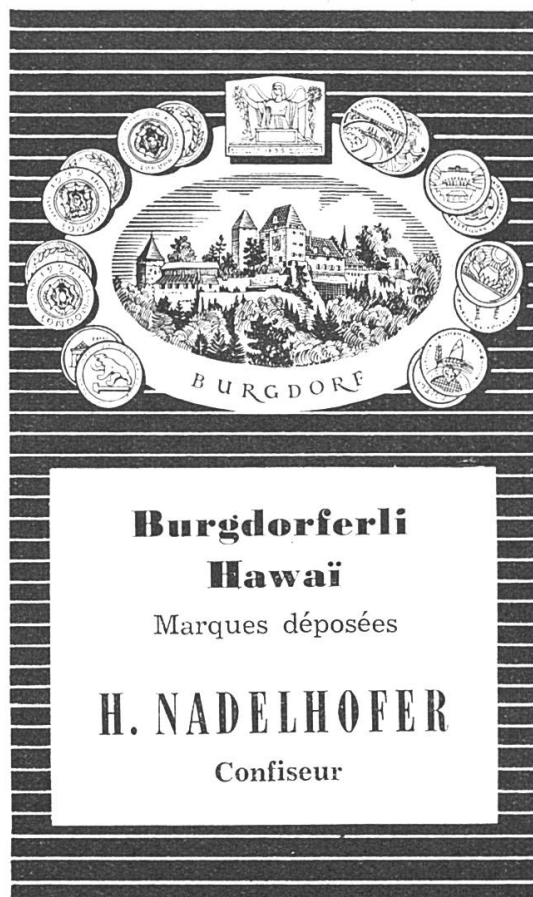 BURGDORF
Burgdorferli
Hawaï
Marques déposées
H. NADELHOFER
Confiseur